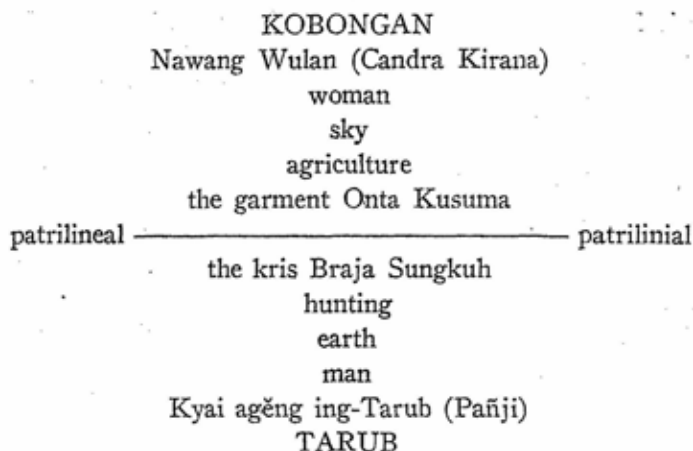 KOBONGAN
Nawang Wulan (Candra Kirana)
woman
sky
agriculture
the garment Onta Kusuma
patrilineal patrilinial
the kris Braja Sungkuh
hunting
earth
man
Kyai agĕng ing-Tarub (Pañji)
TARUB